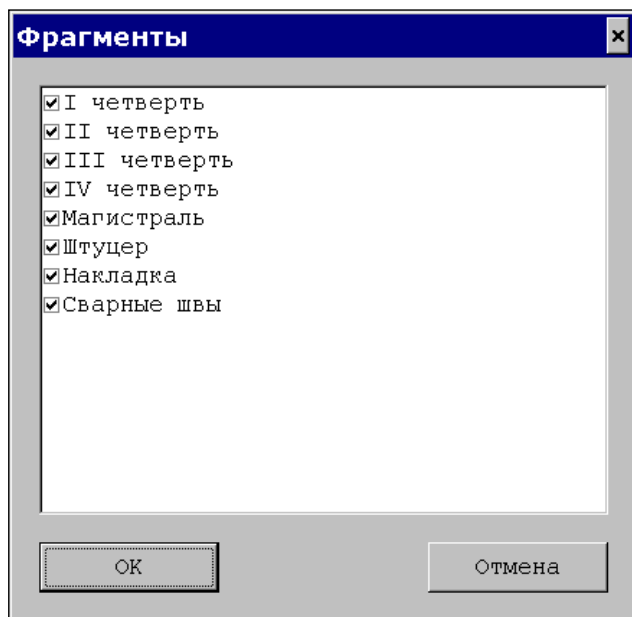 Фрагменты
I четверть
II четверть
III четверть
IV четверть
Магистраль
Штуцер
Накладка
Сварные швы
OK
Отмена